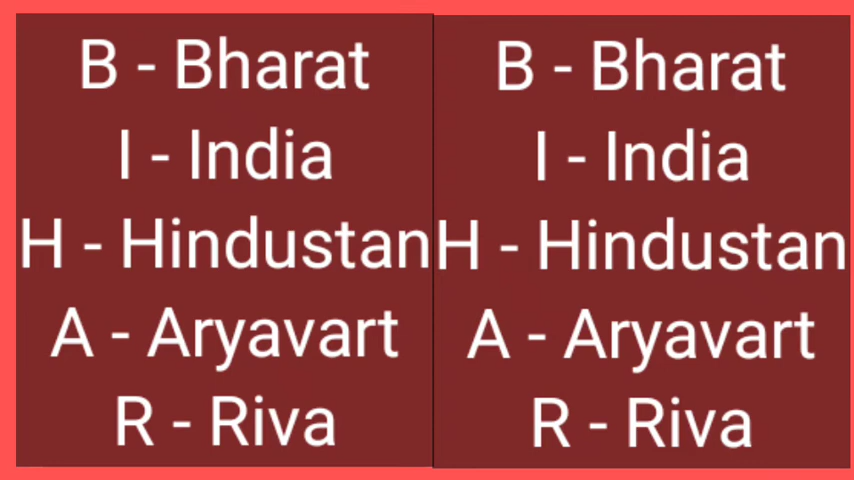 B - Bharat
I - India
H - Hindustan
A - Aryavart
R - Riva
B - Bharat
I - India
H - Hindustan
A - Aryavart
R - Riva